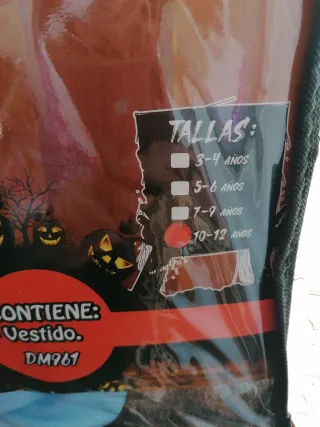 TALLAS:
3-4 AÑOS
5-6 AÑOS
7-9 AÑOS
10-12 AÑOS
CONTIENE:
Vestido.
DM961